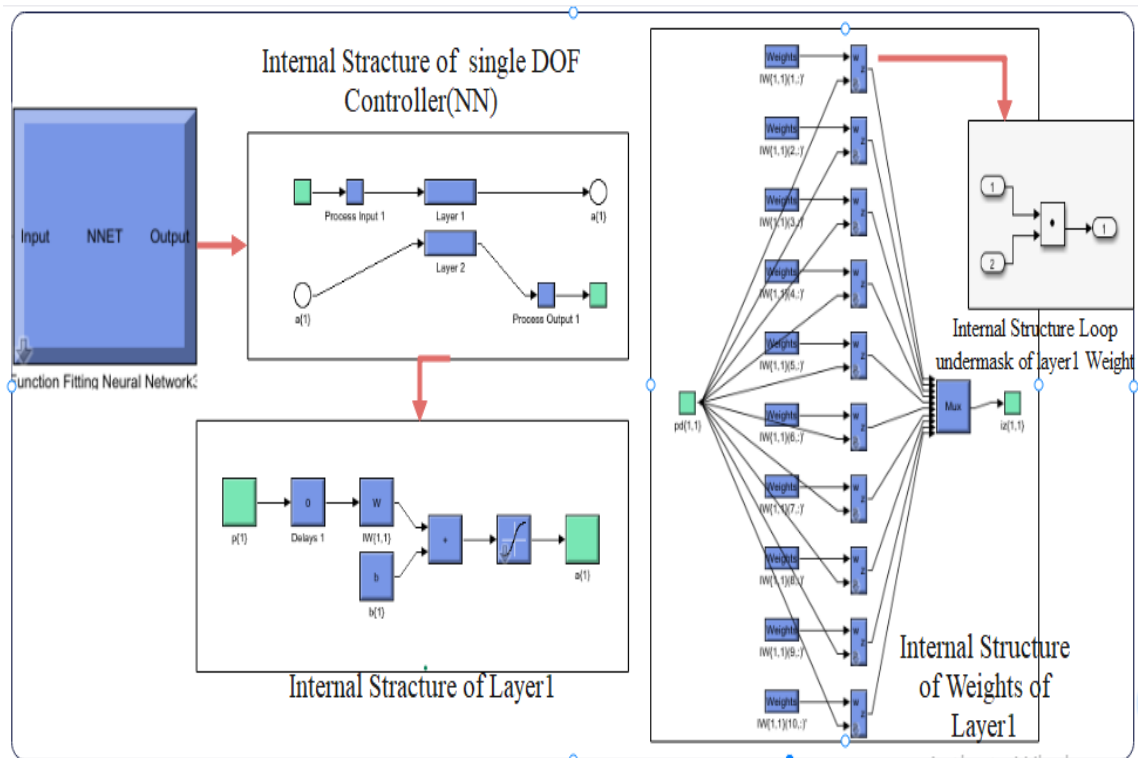 Internal Stracture of single DOF
Controller(NN)
Input NNET Output
Function Fitting Neural Network3
Process Input 1
Layer 1
a{1}
Layer 2
a{1}
Process Output 1
0
W
p{1}
Delays 1
IW{1,1}
+
a{1}
b
b{1}
Internal Stracture of Layer1
Weights
IW{1,1}(1,:)'
w
z
Weights
IW{1,1}(2,:)'
w
z
Weights
IW{1,1}(3,:)'
w
z
Weights
IW{1,1}(4,:)'
w
z
Weights
IW{1,1}(5,:)'
w
z
Weights
IW{1,1}(6,:)'
w
z
Weights
IW{1,1}(7,:)'
w
z
Weights
IW{1,1}(8,:)'
w
z
Weights
IW{1,1}(9,:)'
w
z
Weights
IW{1,1}(10,:)'
w
z
pd{1,1}
Mux
iz{1,1}
1
2
1
Internal Structure Loop
undermask of layer1 Weight
Internal Structure
of Weights of
Layer1